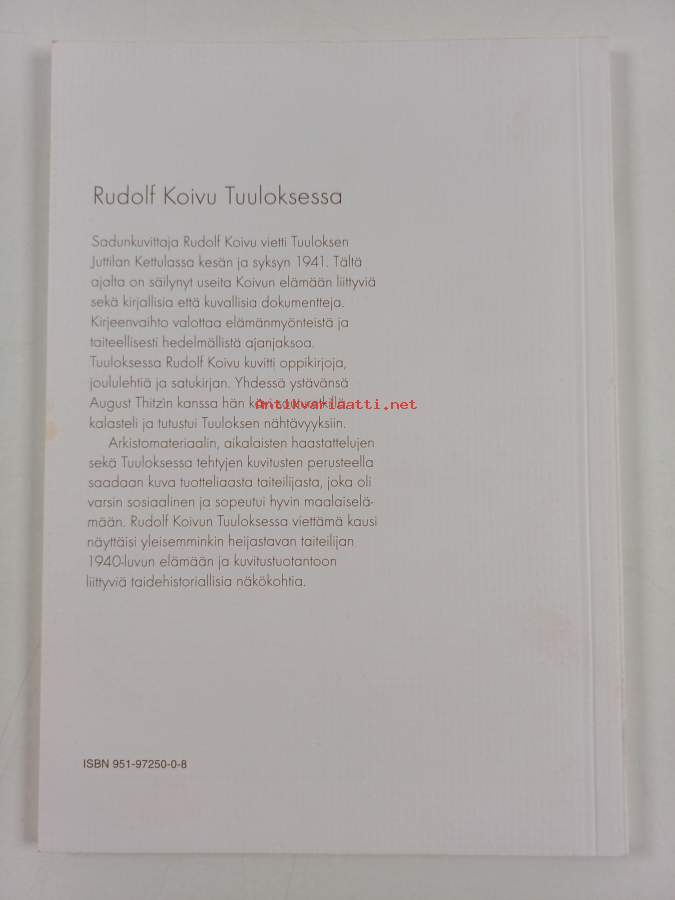 Rudolf Koivu Tuuloksessa
Sadunkuvittaja Rudolf Koivu vietti Tuuloksen
Juttilan Kettulassa kesän ja syksyn 1941. Tältä
ajalta on säilynyt useita Koivun elämään liittyviä
sekä kirjallisia että kuvallisia dokumentteja.
Kirjeenvaihto valottaa elämänmyönteistä ja
taiteellisesti hedelmällistä ajanjaksoa.
Tuuloksessa Rudolf Koivu kuvitti oppikirjoja,
joululehtiä ja satukirjan. Yhdessä ystävänsä
August Thitzin kanssa hän
antikvariaatti.net
kalasteli ja tutustui Tuuloksen nähtävyyksiin.
Arkistomateriaalin, aikalaisten haastattelujen
sekä Tuuloksessa tehtyjen kuvitusten perusteella
saadaan kuva tuotteliaasta taiteilijasta, joka oli
varsin sosiaalinen ja sopeutui hyvin maalaiselä-
mään. Rudolf Koivun Tuuloksessa viettämä kausi
näyttäisi yleisemminkin heijastavan taiteilijan
1940-luvun elämään ja kuvitustuotantoon
liittyviä taidehistoriallisia näkökohtia.
ISBN 951-97250-0-8